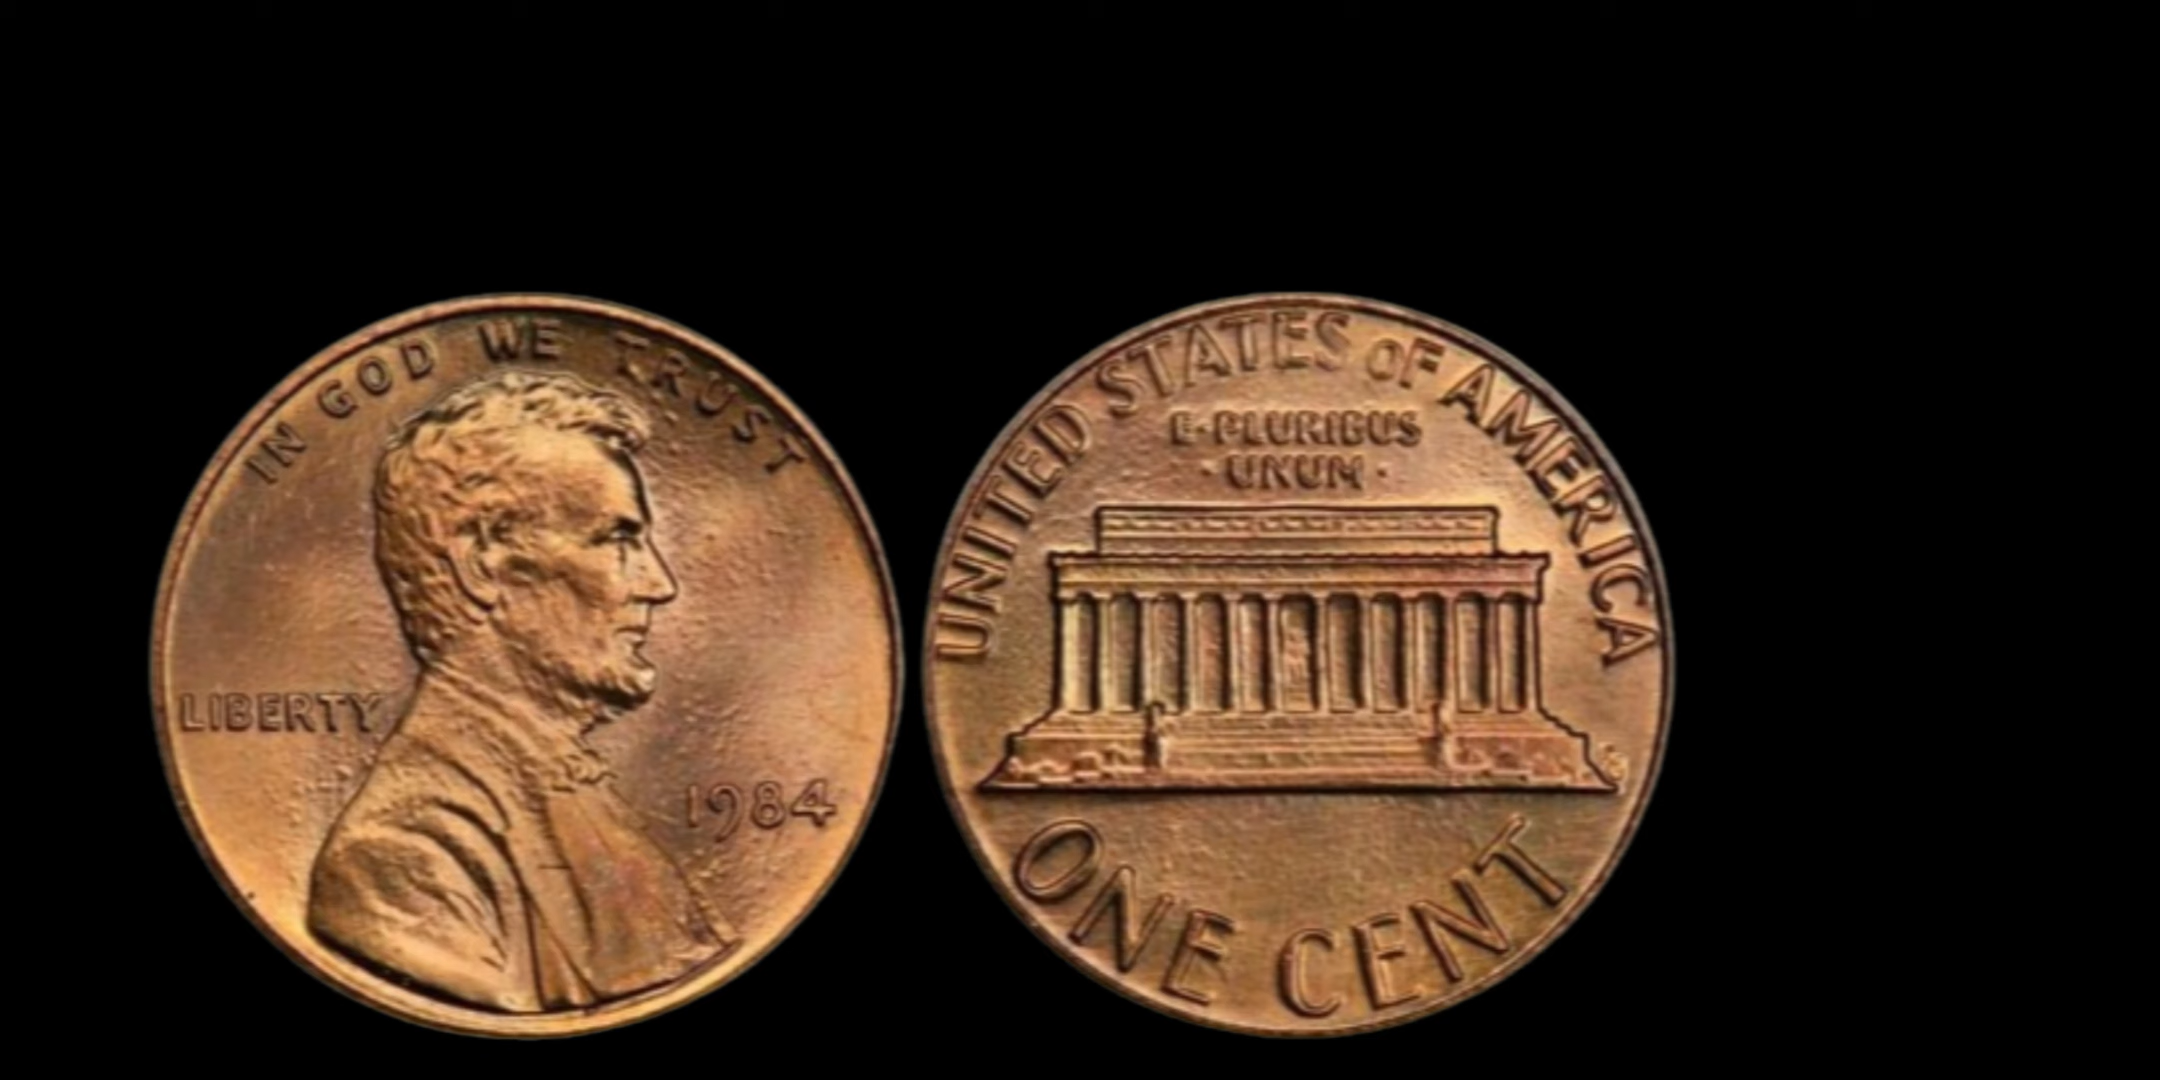 IN GOD WE TRUST
LIBERTY
1984
UNITED STATES OF AMERICA
E·PLURIBUS
·UNUM·
ONE CENT